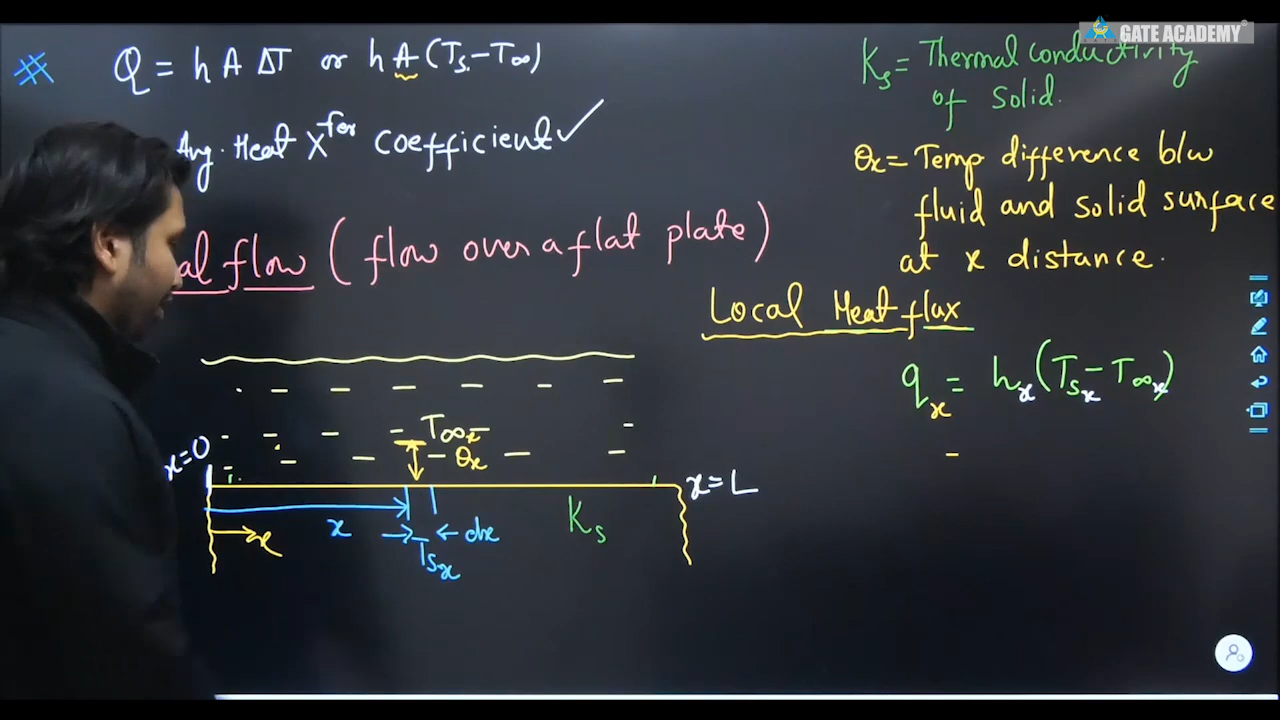 GATE ACADEMY
Q = h A ΔT or h A (Ts - T∞)
Avg. Heat Xfer coefficient ✓
al flow ( flow over a flat plate )
Ks = Thermal conductivity
of solid.
θx = Temp difference b/w
fluid and solid surface
at x distance.
Local Heat flux
qx = hx (Tsx - T∞x)
=
T∞x
θx
x=0
x=L
x
dx
Ks
x
Tsx